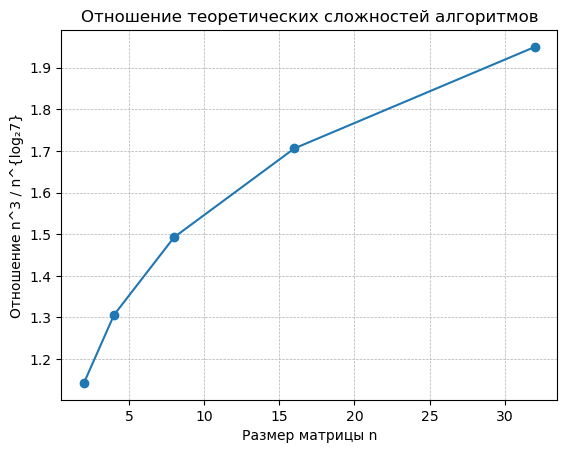 Отношение теоретических сложностей алгоритмов
Отношение n^3 / n^{log₂7}
1.9
1.8
1.7
1.6
1.5
1.4
1.3
1.2
5 10 15 20 25 30
Размер матрицы n